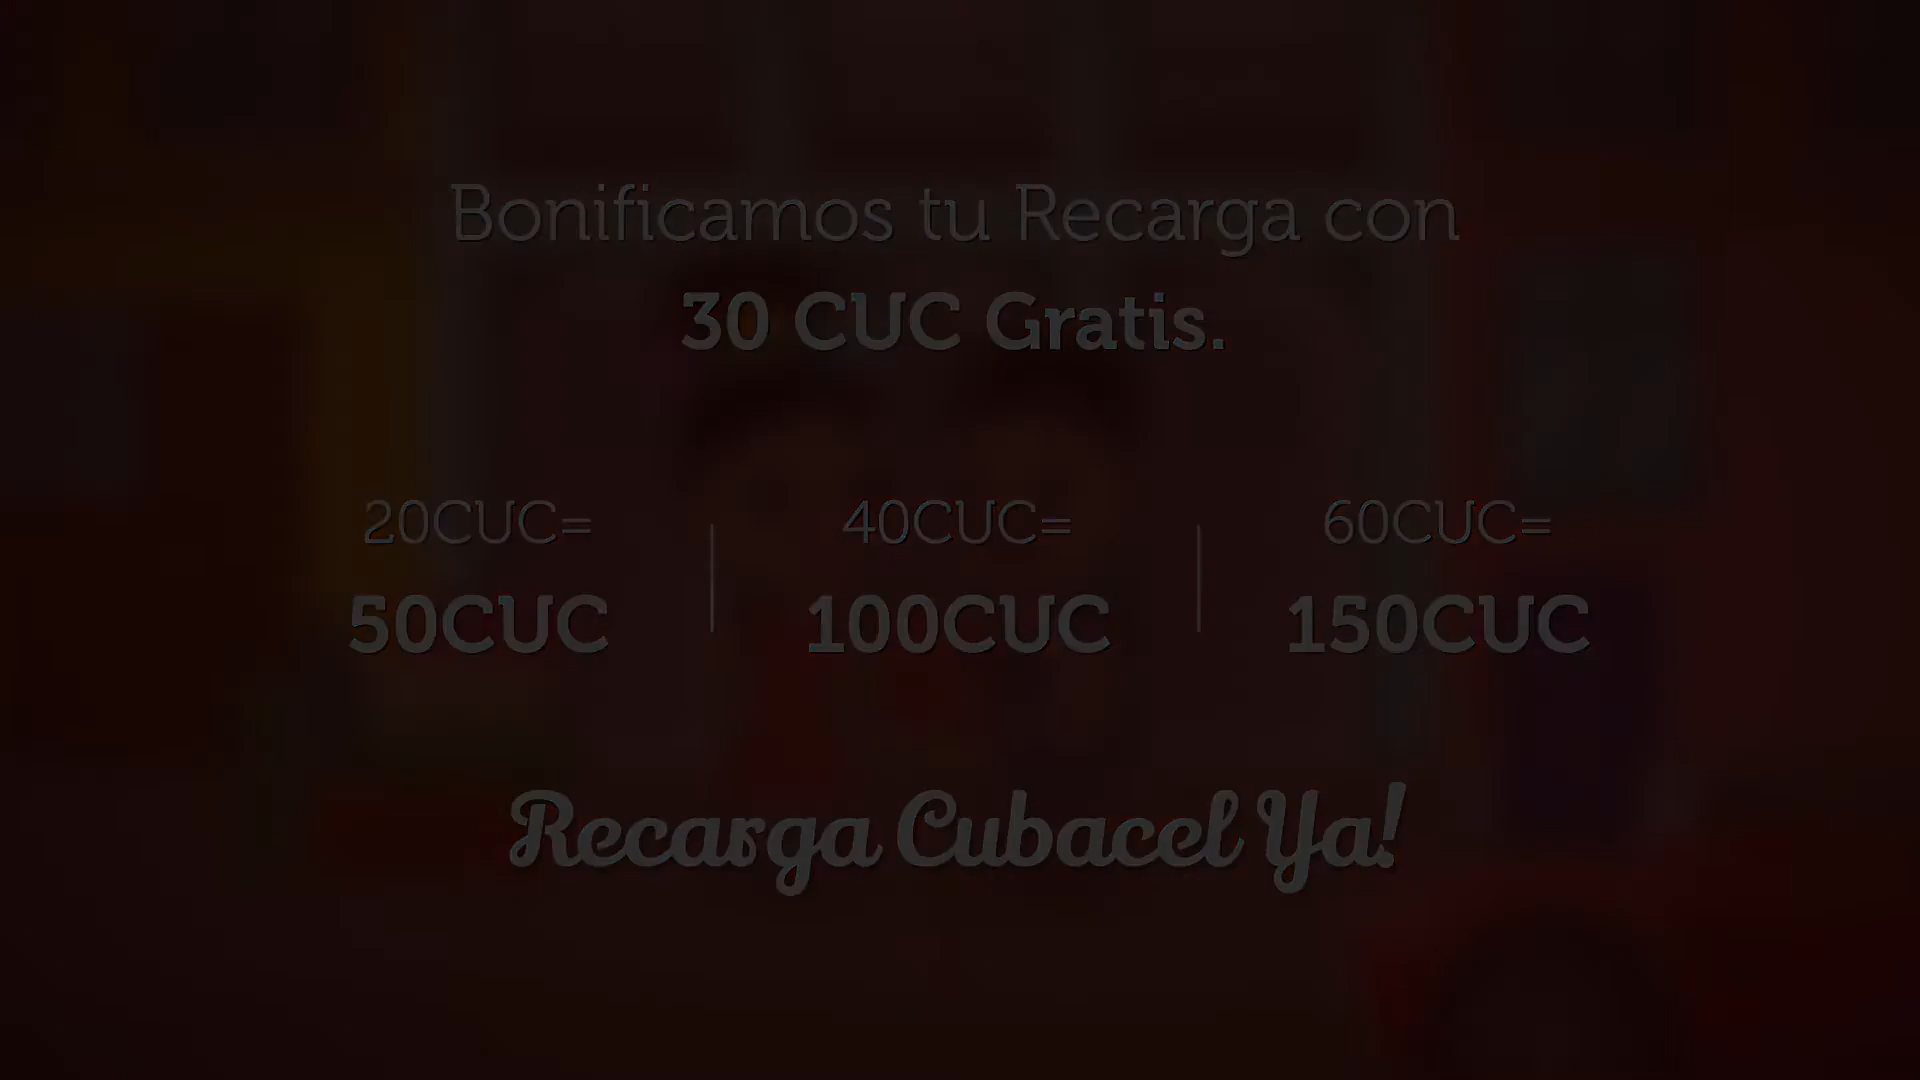 Bonificamos tu Recarga con
30 CUC Gratis.
20CUC=
50CUC
40CUC=
100CUC
60CUC=
150CUC
Recarga Cubacel Ya!